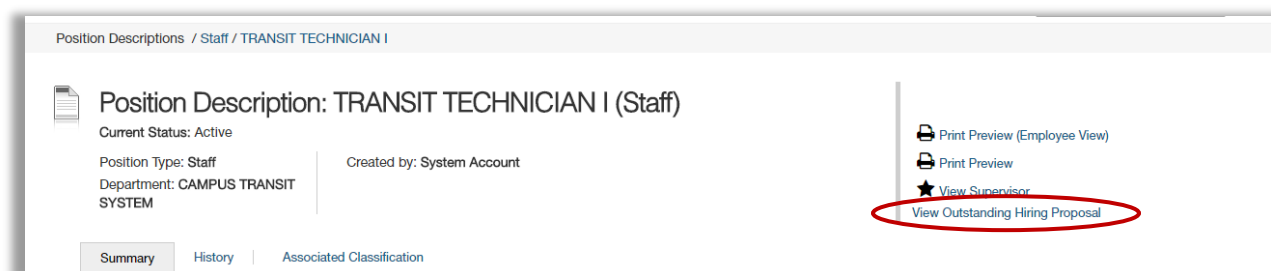 Position Descriptions / Staff / TRANSIT TECHNICIAN I
Position Description: TRANSIT TECHNICIAN I (Staff)
Current Status: Active
Position Type: Staff
Department: CAMPUS TRANSIT
SYSTEM
Created by: System Account
Print Preview (Employee View)
Print Preview
View Supervisor
View Outstanding Hiring Proposal
Summary History Associated Classification